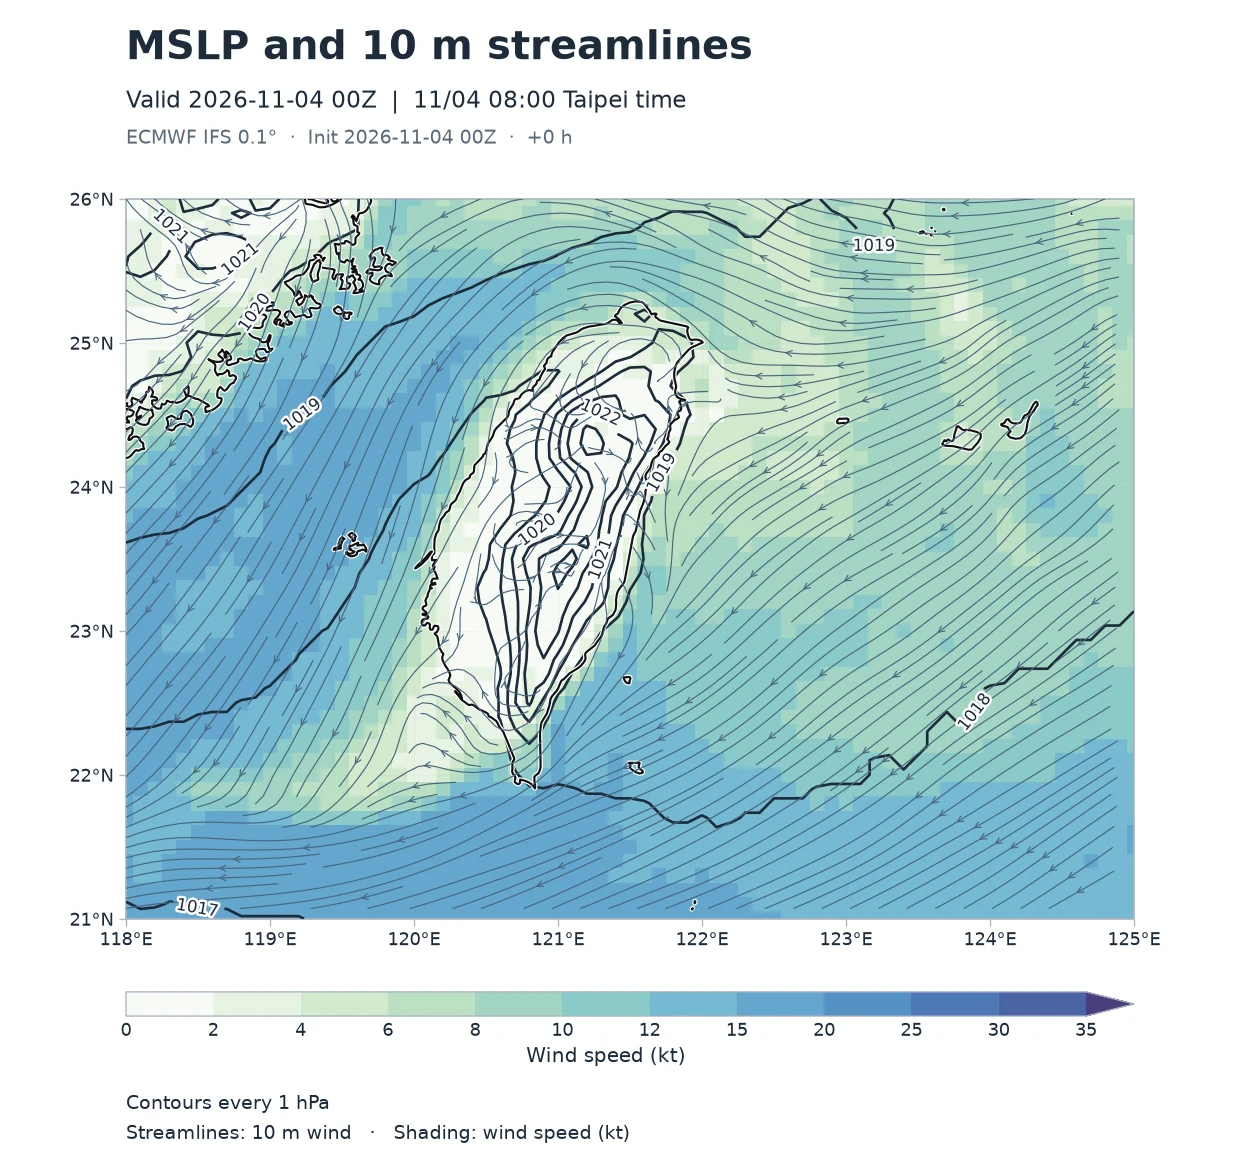 MSLP and 10 m streamlines
Valid 2026-11-04 00Z | 11/04 08:00 Taipei time
ECMWF IFS 0.1° · Init 2026-11-04 00Z · +0 h
26°N
1021
1019
1021
1020
25°N
1022
1019
1019
24°N
1020
1021
23°N
1018
22°N
1017
21°N
118°E 119°E 120°E 121°E 122°E 123°E 124°E 125°E
0 2 4 6 8 10 12 15 20 25 30 35
Wind speed (kt)
Contours every 1 hPa
Streamlines: 10 m wind · Shading: wind speed (kt)